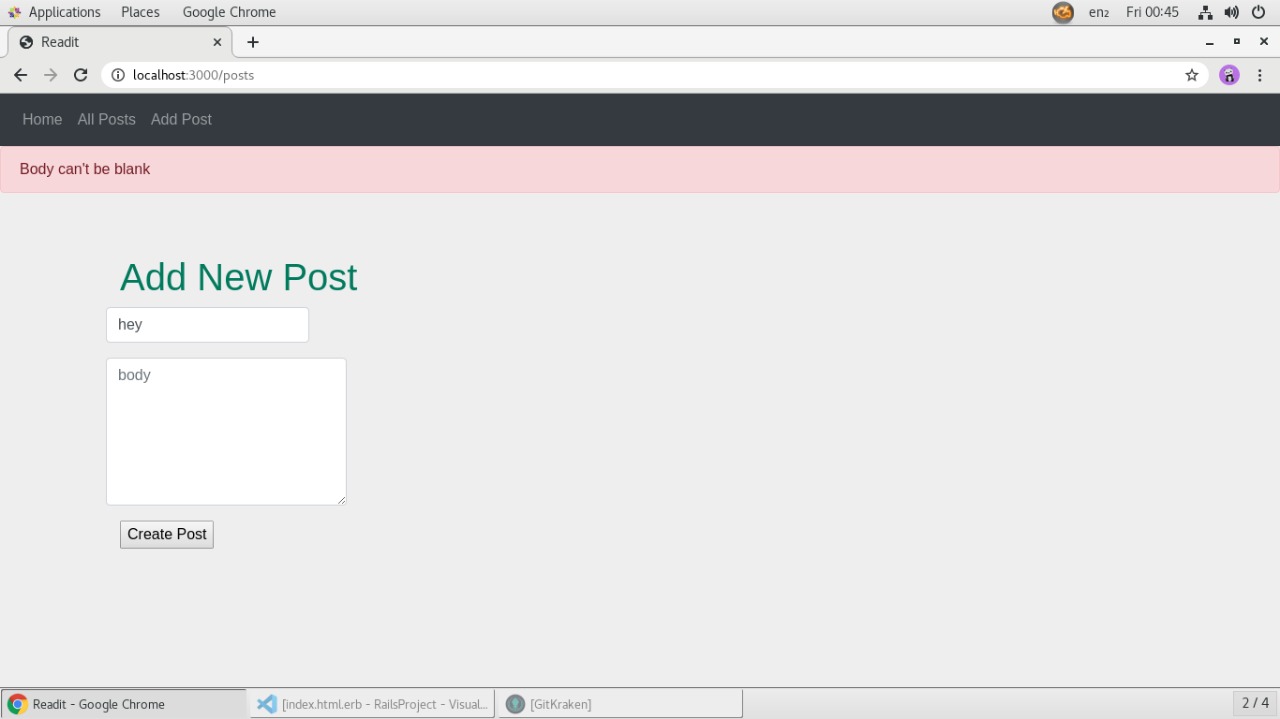 Applications Places Google Chrome en₂ Fri 00:45
Readit
localhost:3000/posts
Home All Posts Add Post
Body can't be blank
Add New Post
hey
body
Create Post
Readit - Google Chrome [index.html.erb - RailsProject - Visual... [GitKraken] 2 / 4